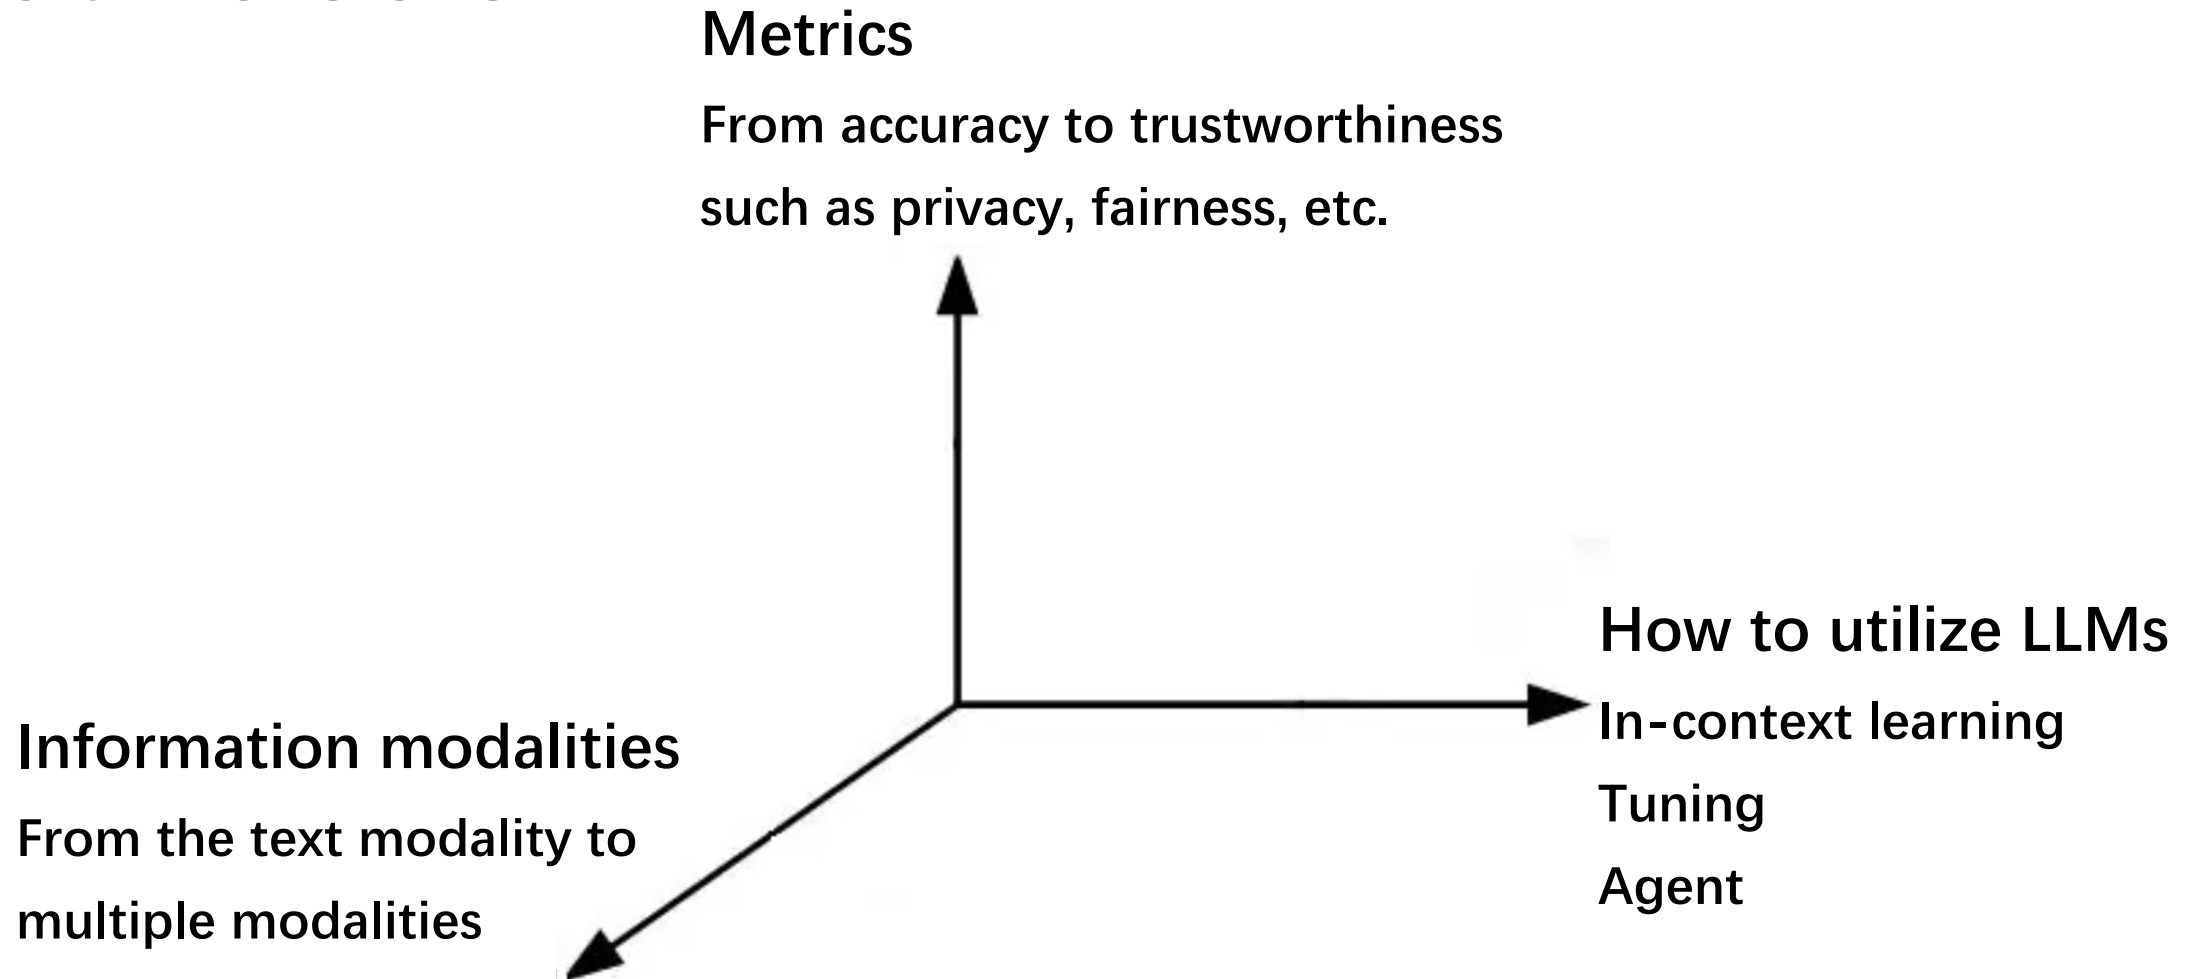 Metrics
From accuracy to trustworthiness
such as privacy, fairness, etc.
How to utilize LLMs
In-context learning
Tuning
Agent
Information modalities
From the text modality to
multiple modalities